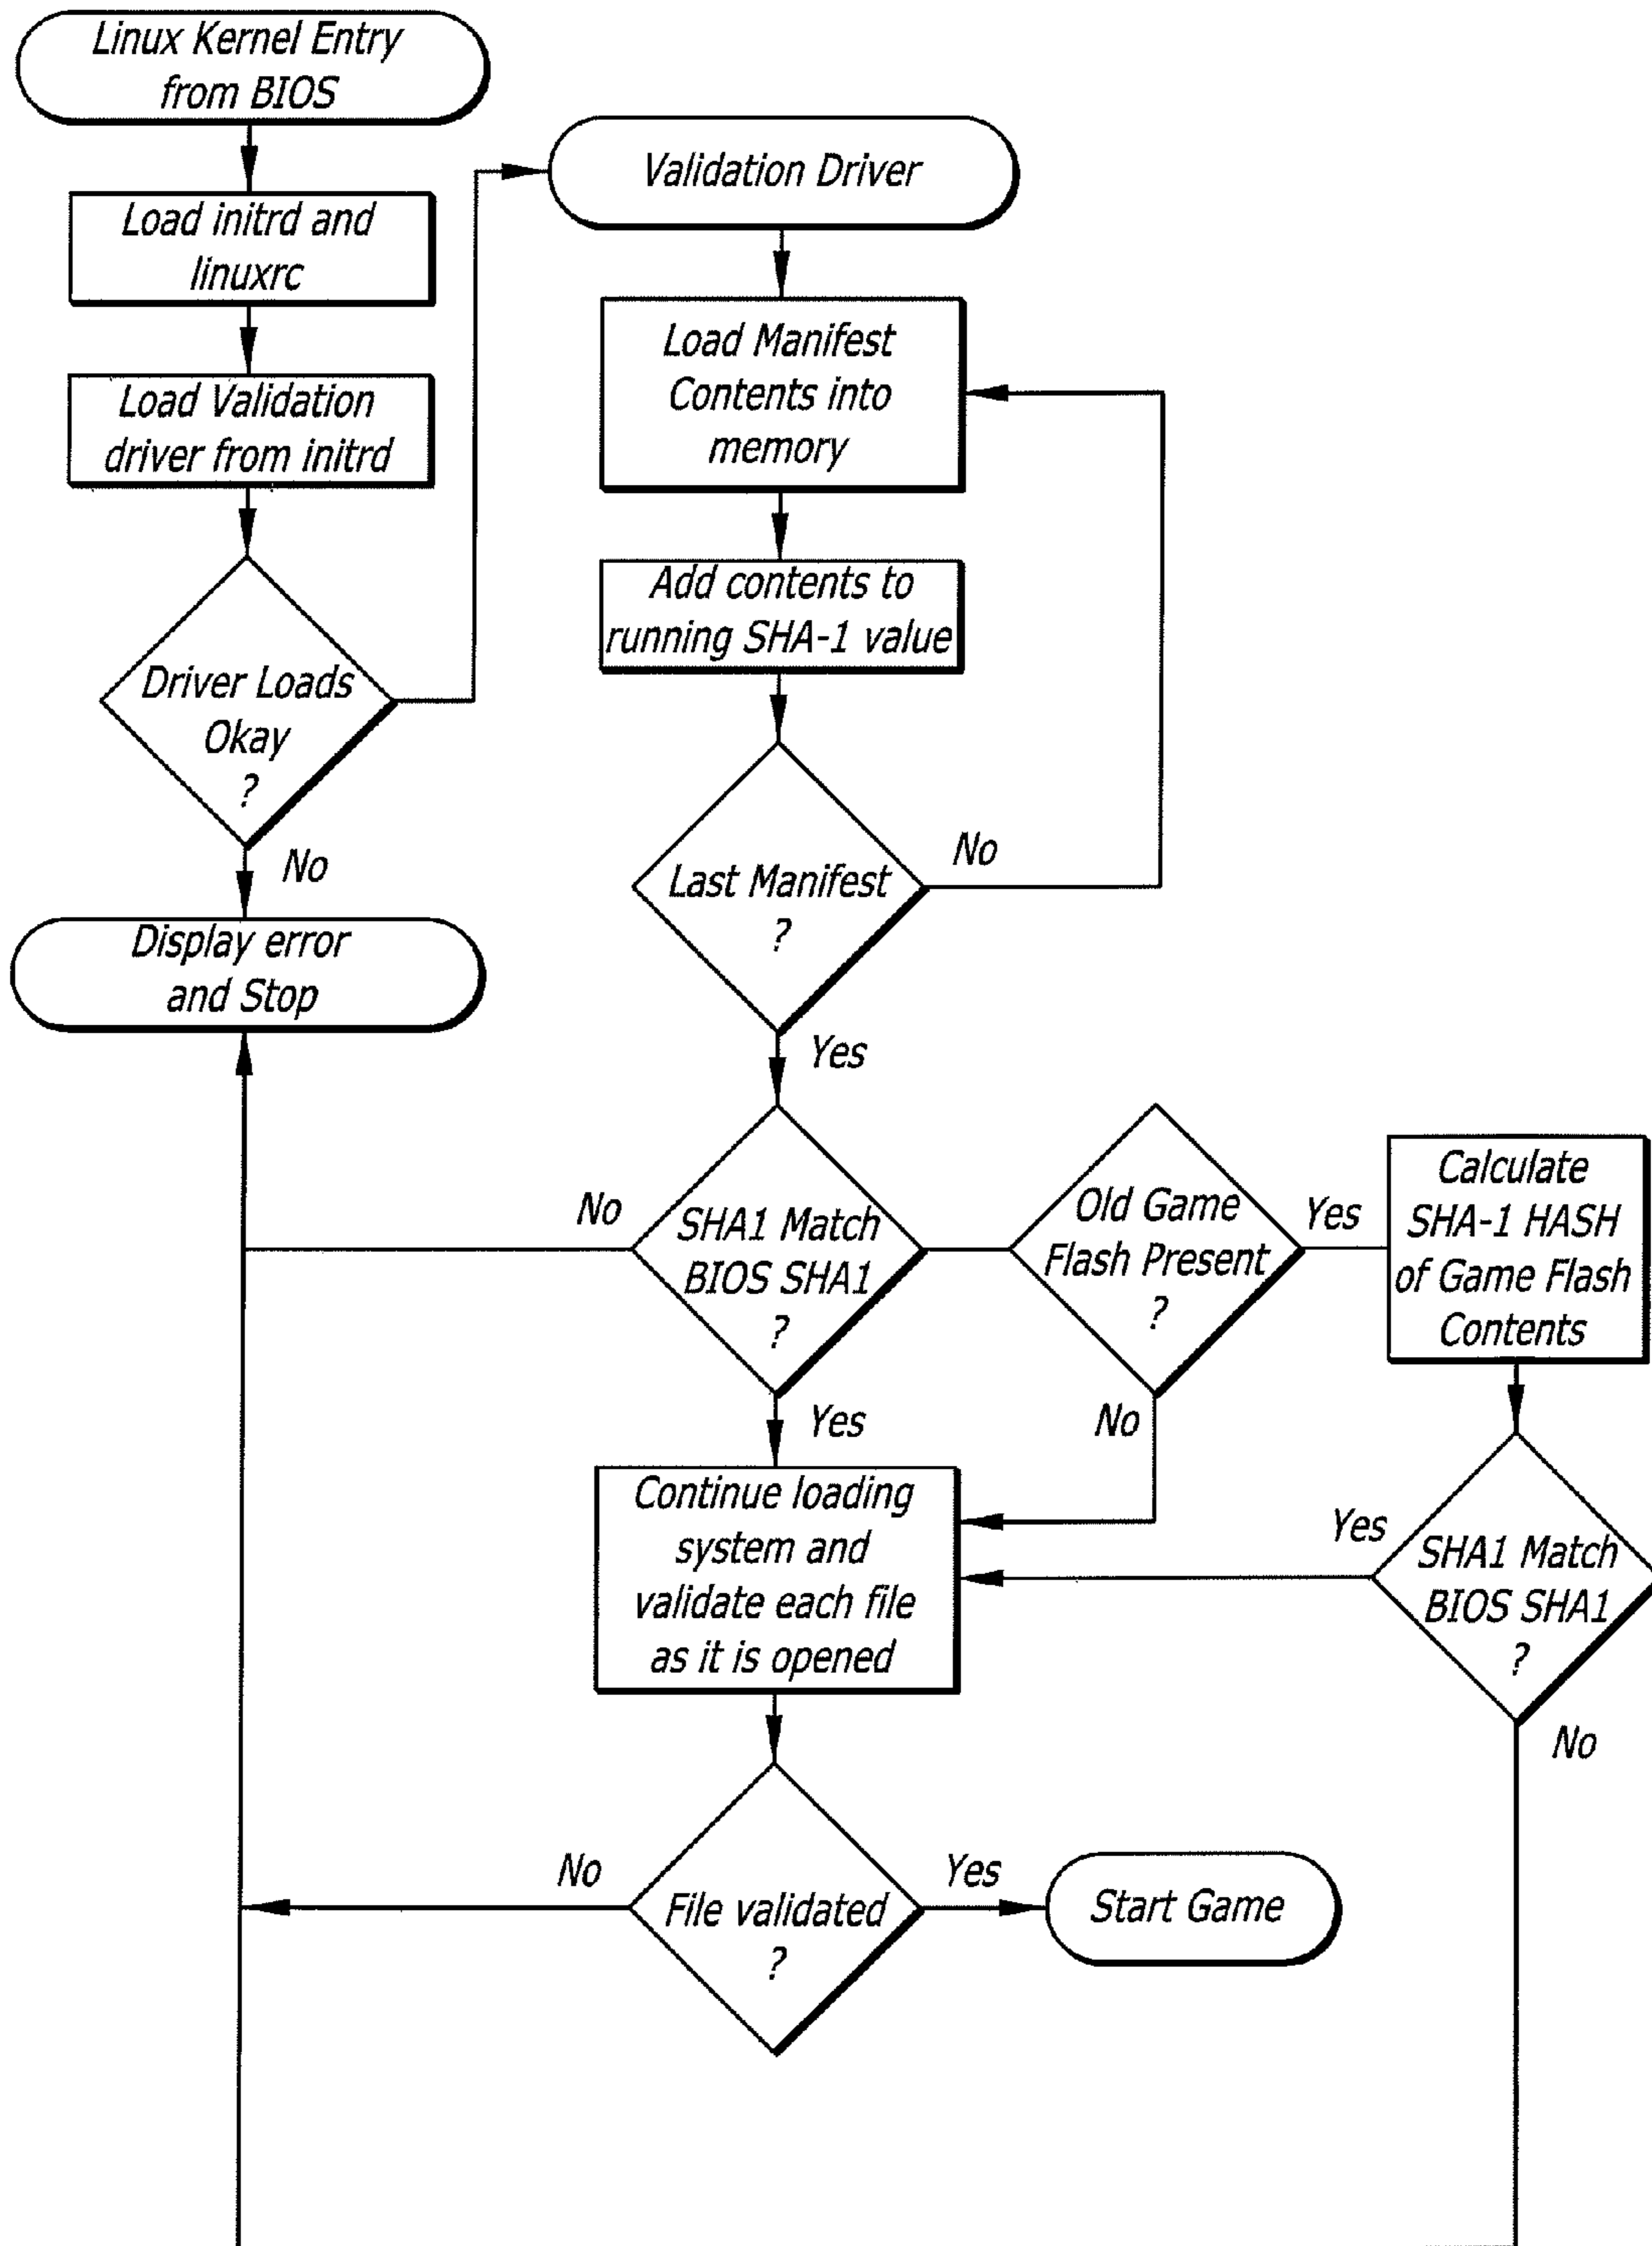 Linux Kernel Entry
from BIOS
Load initrd and
linuxrc
Load Validation
driver from initrd
Driver Loads
Okay
?
No
Display error
and Stop
Validation Driver
Load Manifest
Contents into
memory
Add contents to
running SHA-1 value
Last Manifest
?
No
Yes
No
SHA1 Match
BIOS SHA1
?
Yes
Old Game
Flash Present
?
Yes
No
Calculate
SHA-1 HASH
of Game Flash
Contents
Yes
SHA1 Match
BIOS SHA1
?
No
Continue loading
system and
validate each file
as it is opened
No
File validated
?
Yes
Start Game